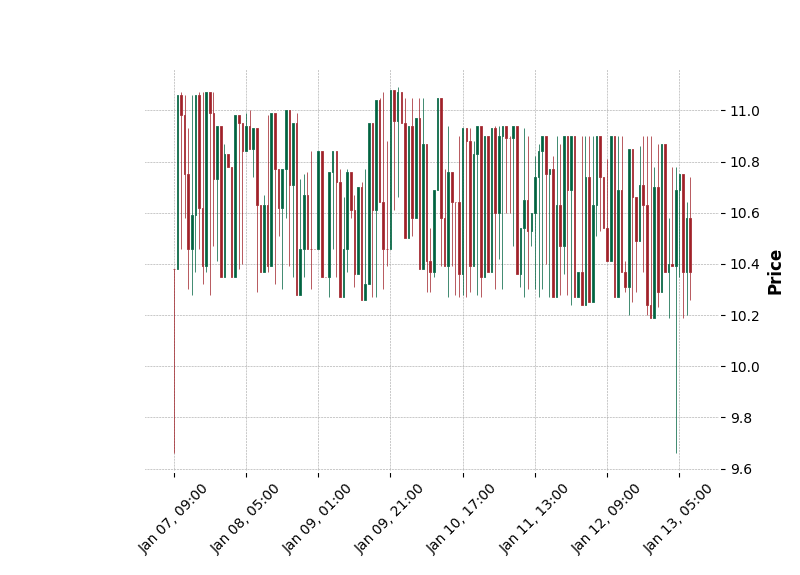 11.0
10.8
10.6
10.4
10.2
10.0
9.8
9.6
Price
Jan 07, 09:00
Jan 08, 05:00
Jan 09, 01:00
Jan 09, 21:00
Jan 10, 17:00
Jan 11, 13:00
Jan 12, 09:00
Jan 13, 05:00